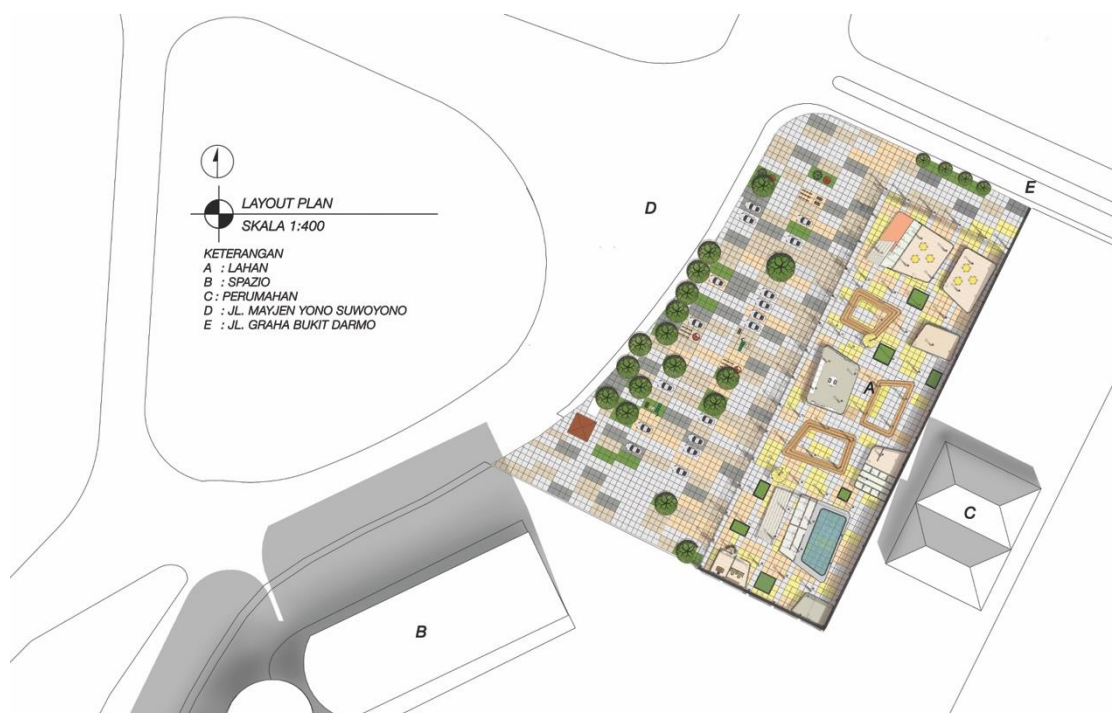 LAYOUT PLAN
SKALA 1:400
KETERANGAN
A : LAHAN
B : SPAZIO
C : PERUMAHAN
D : JL. MAYJEN YONO SUWOYONO
E : JL. GRAHA BUKIT DARMO
D
E
A
C
B